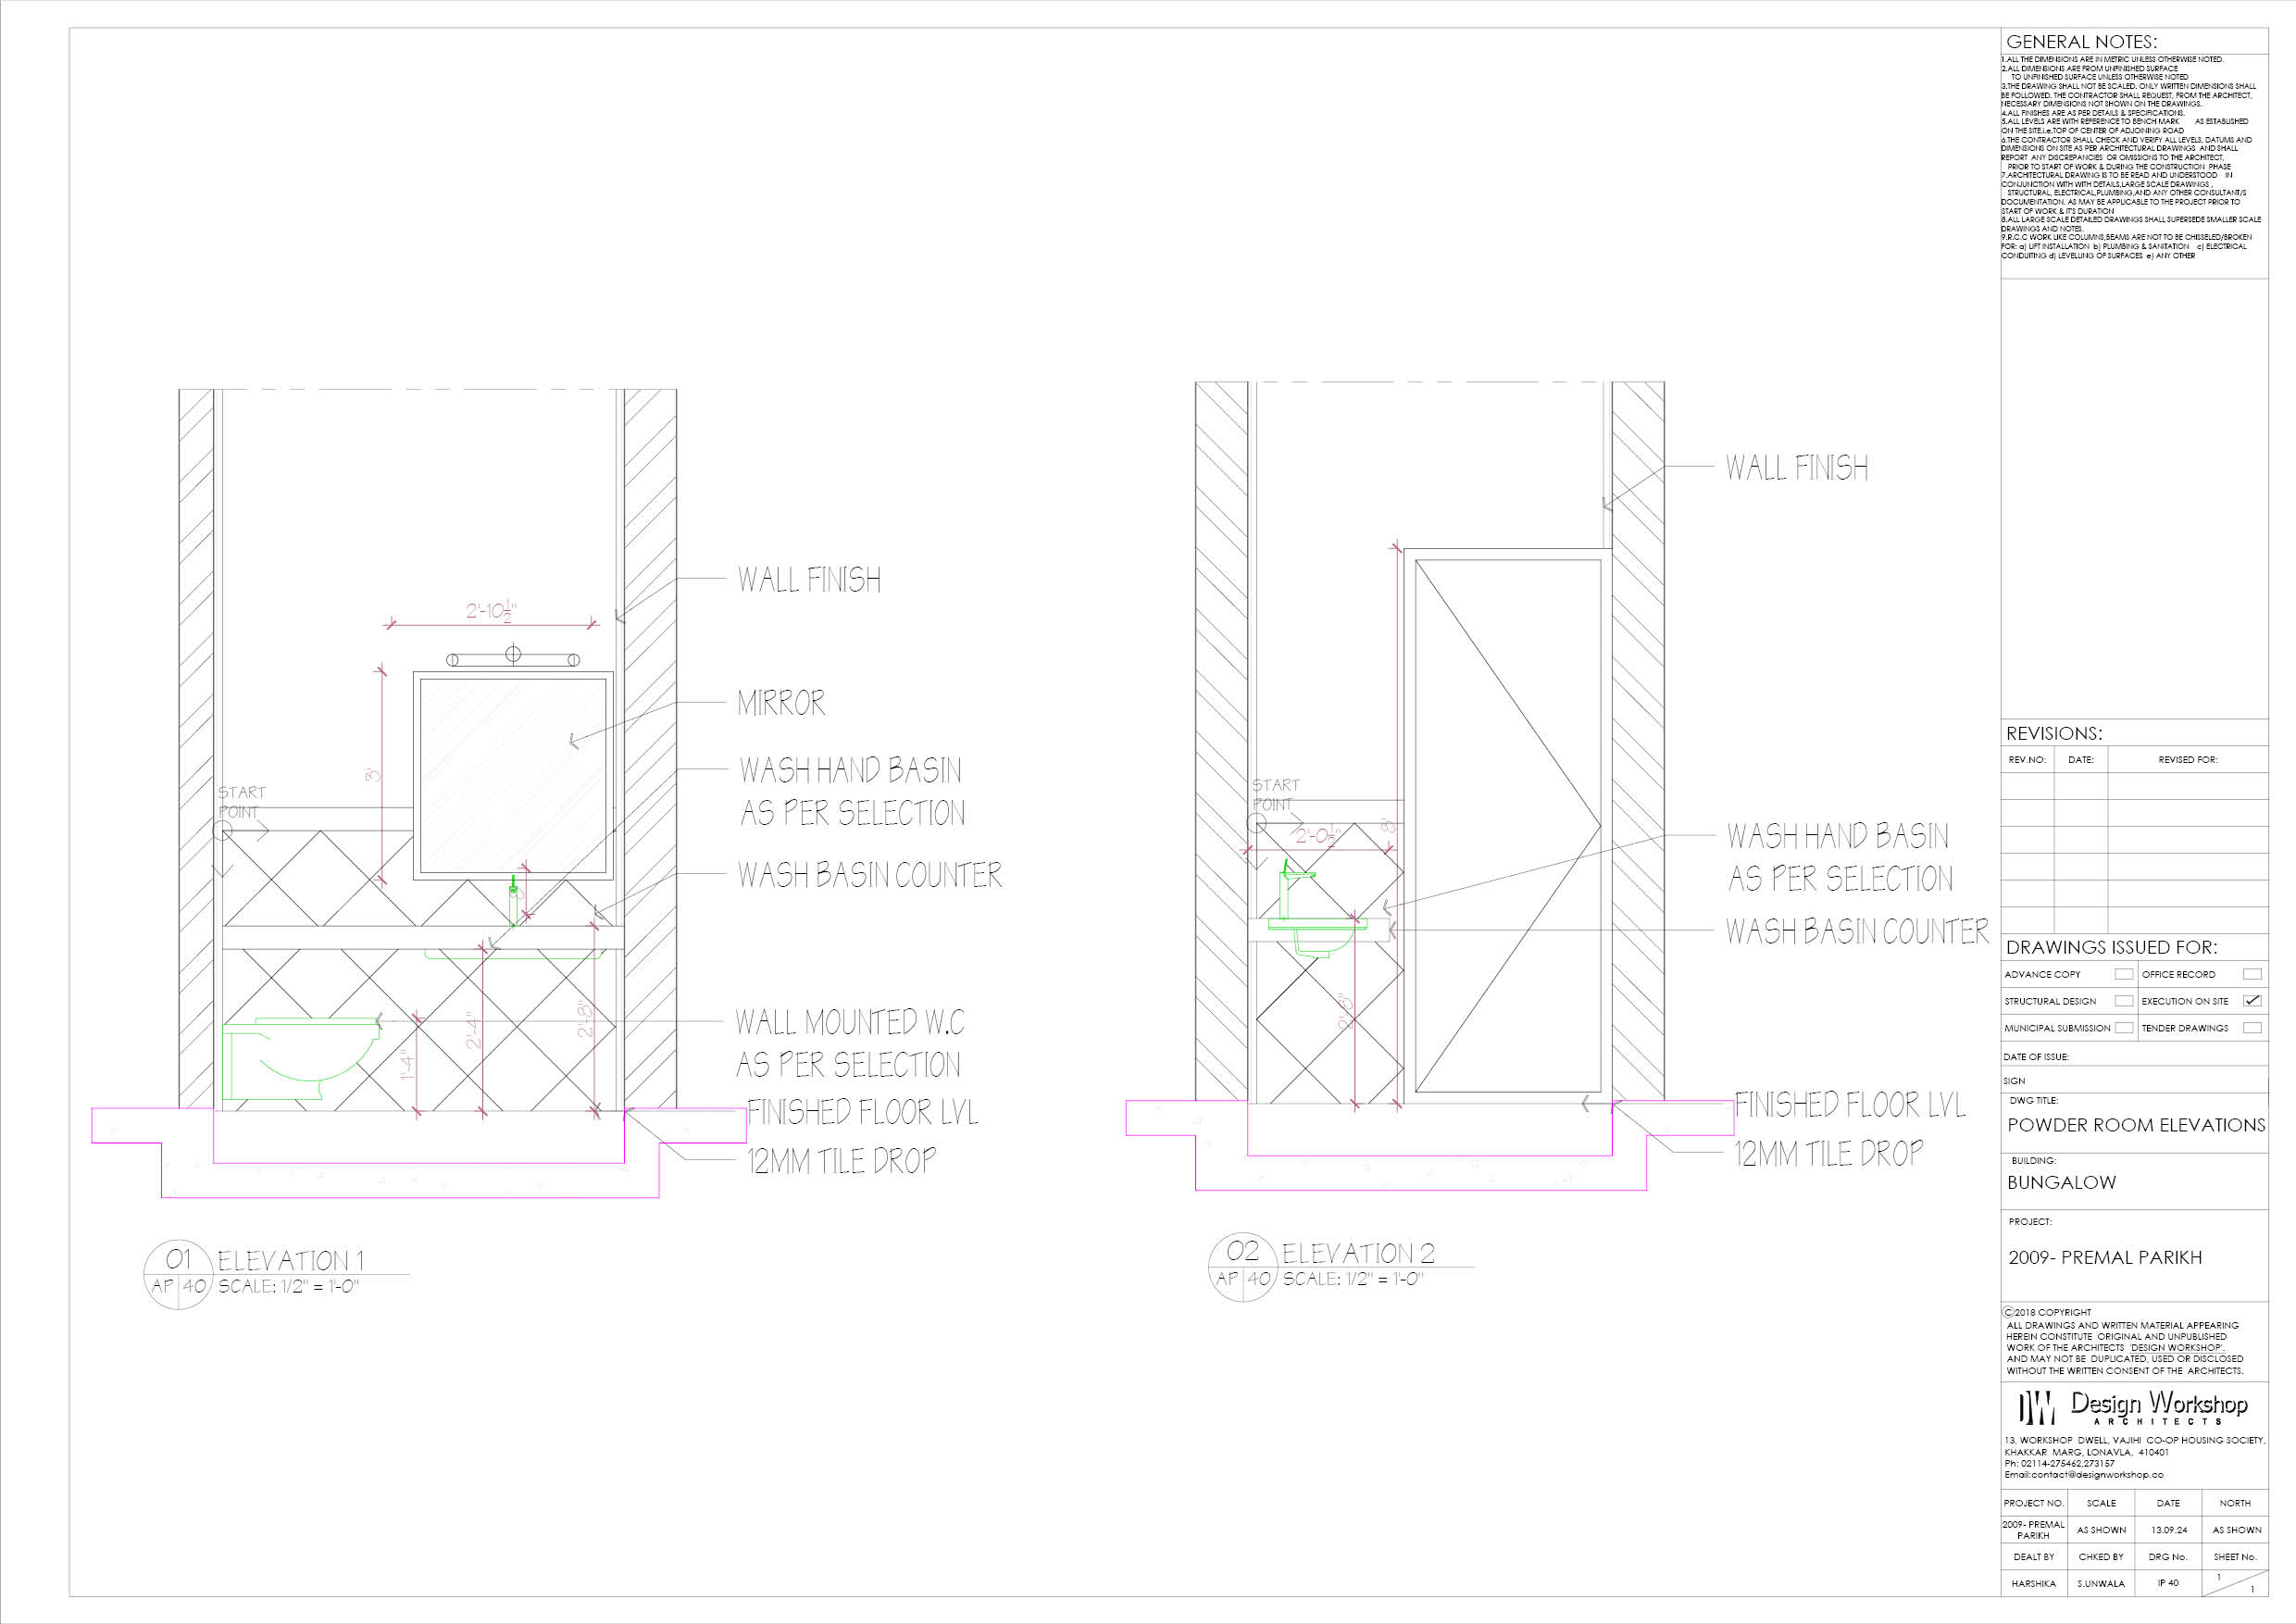 GENERAL NOTES:
1.ALL THE DIMENSIONS ARE IN METRIC UNLESS OTHERWISE NOTED.
2.ALL DIMENSIONS ARE FROM UNFINISHED SURFACE
TO UNFINISHED SURFACE UNLESS OTHERWISE NOTED
3.THE DRAWING SHALL NOT BE SCALED. ONLY WRITTEN DIMENSIONS SHALL
BE FOLLOWED. THE CONTRACTOR SHALL REQUEST, FROM THE ARCHITECT,
NECESSARY DIMENSIONS NOT SHOWN ON THE DRAWINGS.
4.ALL FINISHES ARE AS PER DETAILS & SPECIFICATIONS.
5.ALL LEVELS ARE WITH REFERENCE TO BENCH MARK AS ESTABLISHED
ON THE SITE.i.e.TOP OF CENTER OF ADJOINING ROAD
6.THE CONTRACTOR SHALL CHECK AND VERIFY ALL LEVELS, DATUMS AND
DIMENSIONS ON SITE AS PER ARCHITECTURAL DRAWINGS AND SHALL
REPORT ANY DISCREPANCIES OR OMISSIONS TO THE ARCHITECT,
PRIOR TO START OF WORK & DURING THE CONSTRUCTION PHASE
7.ARCHITECTURAL DRAWING IS TO BE READ AND UNDERSTOOD IN
CONJUNCTION WITH WITH DETAILS,LARGE SCALE DRAWINGS ,
STRUCTURAL, ELECTRICAL,PLUMBING,AND ANY OTHER CONSULTANT/S
DOCUMENTATION. AS MAY BE APPLICABLE TO THE PROJECT PRIOR TO
START OF WORK & ITS DURATION
8.ALL LARGE SCALE DETAILED DRAWINGS SHALL SUPERSEDE SMALLER SCALE
DRAWINGS AND NOTES.
9.R.C.C WORK LIKE COLUMNS,BEAMS ARE NOT TO BE CHISSELED/BROKEN
FOR: a) LIFT INSTALLATION b) PLUMBING & SANITATION c) ELECTRICAL
CONDUITING d) LEVELLING OF SURFACES e) ANY OTHER
2'-10½"
3'
START
POINT
8"
1'-4"
2'-4"
2'-8"
WALL FINISH
MIRROR
WASH HAND BASIN
AS PER SELECTION
WASH BASIN COUNTER
WALL MOUNTED W.C
AS PER SELECTION
FINISHED FLOOR LVL
12MM TILE DROP
01 ELEVATION 1
AP 40 SCALE: 1/2" = 1'-0"
START
POINT
2'-0½"
8'
2'-8"
WALL FINISH
WASH HAND BASIN
AS PER SELECTION
WASH BASIN COUNTER
FINISHED FLOOR LVL
12MM TILE DROP
02 ELEVATION 2
AP 40 SCALE: 1/2" = 1'-0"
REVISIONS:
REV.NO: DATE: REVISED FOR:
DRAWINGS ISSUED FOR:
ADVANCE COPY OFFICE RECORD
STRUCTURAL DESIGN EXECUTION ON SITE
MUNICIPAL SUBMISSION TENDER DRAWINGS
DATE OF ISSUE:
SIGN
DWG TITLE:
POWDER ROOM ELEVATIONS
BUILDING:
BUNGALOW
PROJECT:
2009- PREMAL PARIKH
©2018 COPYRIGHT
ALL DRAWINGS AND WRITTEN MATERIAL APPEARING
HEREIN CONSTITUTE ORIGINAL AND UNPUBLISHED
WORK OF THE ARCHITECTS 'DESIGN WORKSHOP'.
AND MAY NOT BE DUPLICATED, USED OR DISCLOSED
WITHOUT THE WRITTEN CONSENT OF THE ARCHITECTS.
DW Design Workshop
ARCHITECTS
13, WORKSHOP DWELL, VAJIHI CO-OP HOUSING SOCIETY,
KHAKKAR MARG, LONAVLA, 410401
Ph: 02114-275462,273157
Email:contact@designworkshop.co
PROJECT NO. SCALE DATE NORTH
2009- PREMAL
PARIKH AS SHOWN 13.09.24 AS SHOWN
DEALT BY CHKED BY DRG No. SHEET No.
HARSHIKA S.UNWALA IP 40 1 1